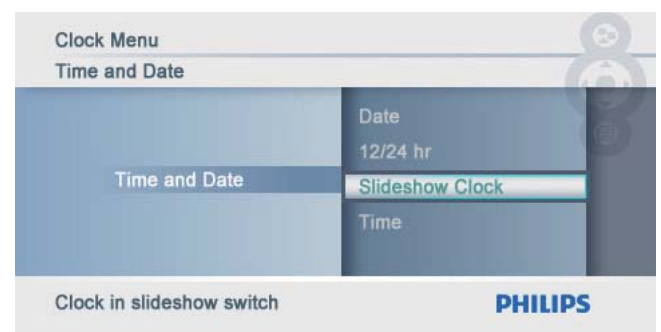 Clock Menu
Time and Date
Date
12/24 hr
Time and Date
Slideshow Clock
Time
Clock in slideshow switch
PHILIPS